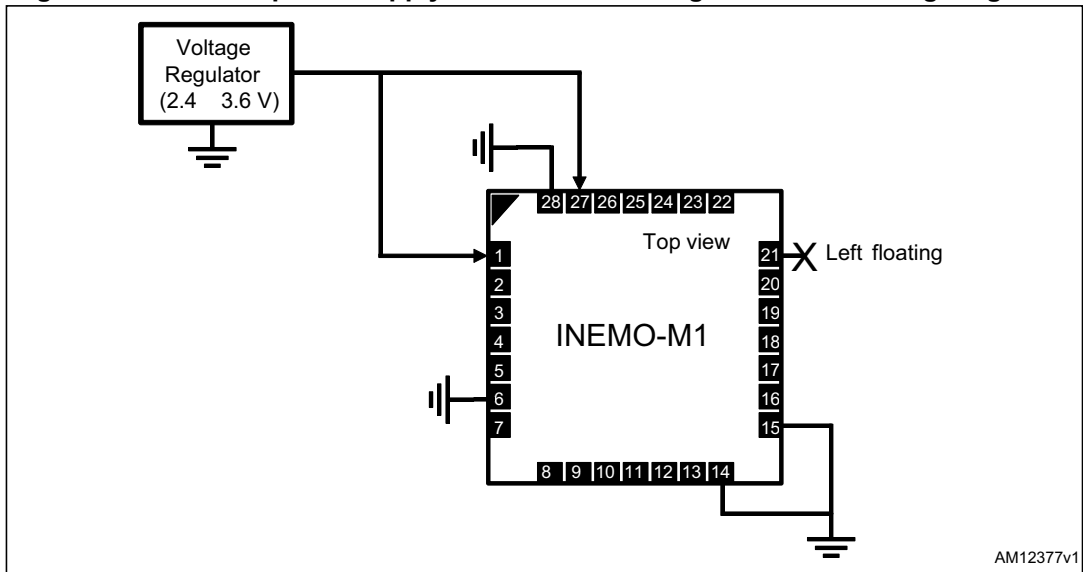 Voltage
Regulator
(2.4 3.6 V)
28 27 26 25 24 23 22
Top view
1
2
3
4
5
6
7
INEMO-M1
21
20
19
18
17
16
15
X Left floating
8 9 10 11 12 13 14
AM12377v1